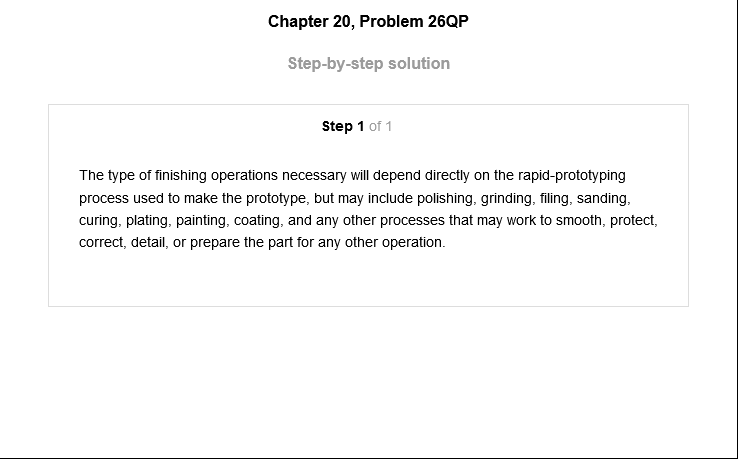 Chapter 20, Problem 26QP
Step-by-step solution
Step 1 of 1
The type of finishing operations necessary will depend directly on the rapid-prototyping
process used to make the prototype, but may include polishing, grinding, filing, sanding,
curing, plating, painting, coating, and any other processes that may work to smooth, protect,
correct, detail, or prepare the part for any other operation.